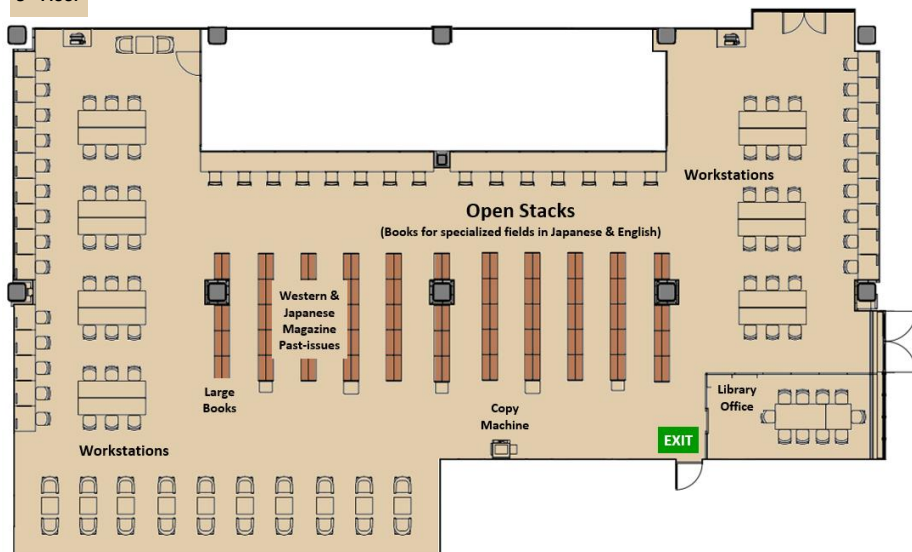 Floor
Workstations
Open Stacks
(Books for specialized fields in Japanese & English)
Western &
Japanese
Magazine
Past-issues
Large
Books
Copy
Machine
Library
Office
EXIT
Workstations